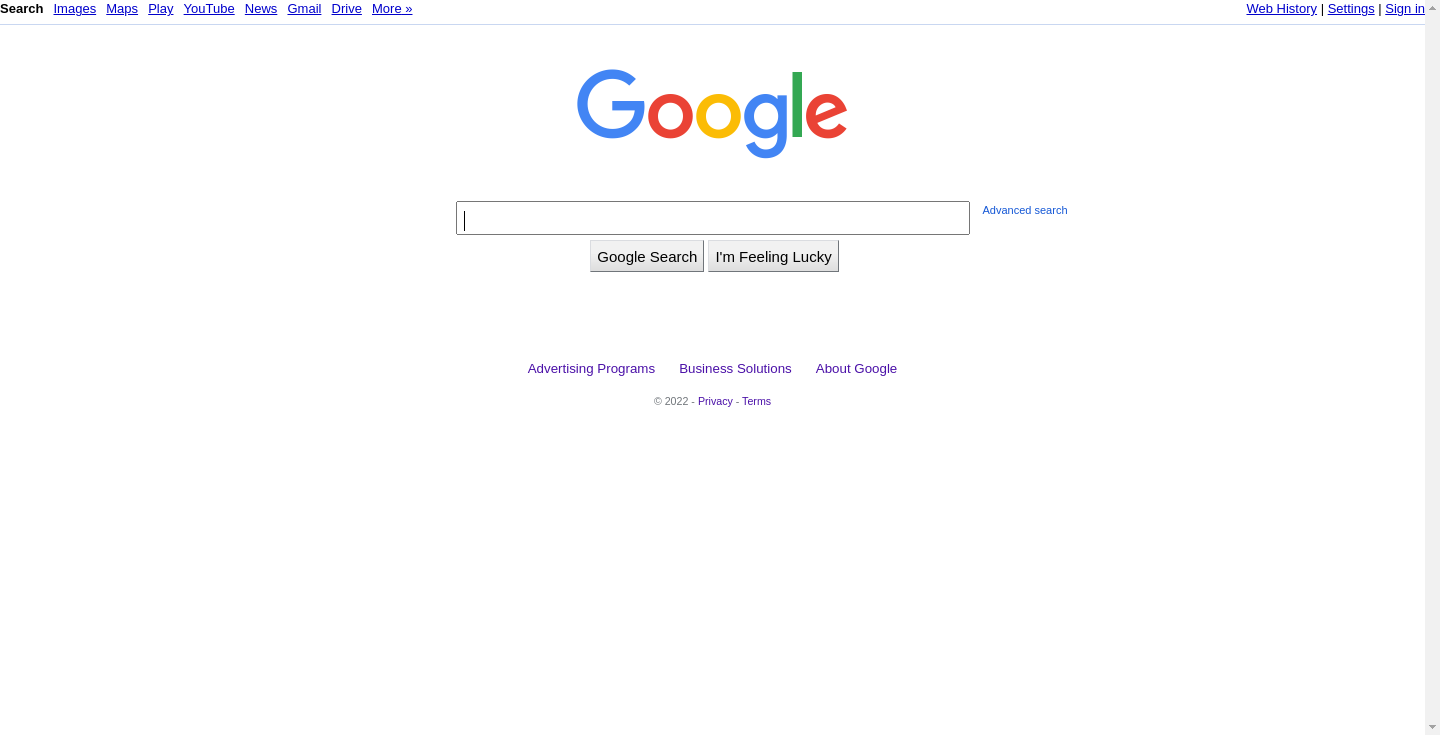 Search Images Maps Play YouTube News Gmail Drive More »
Web History | Settings | Sign in
Google
Advanced search
Google Search I'm Feeling Lucky
Advertising Programs Business Solutions About Google
© 2022 - Privacy - Terms